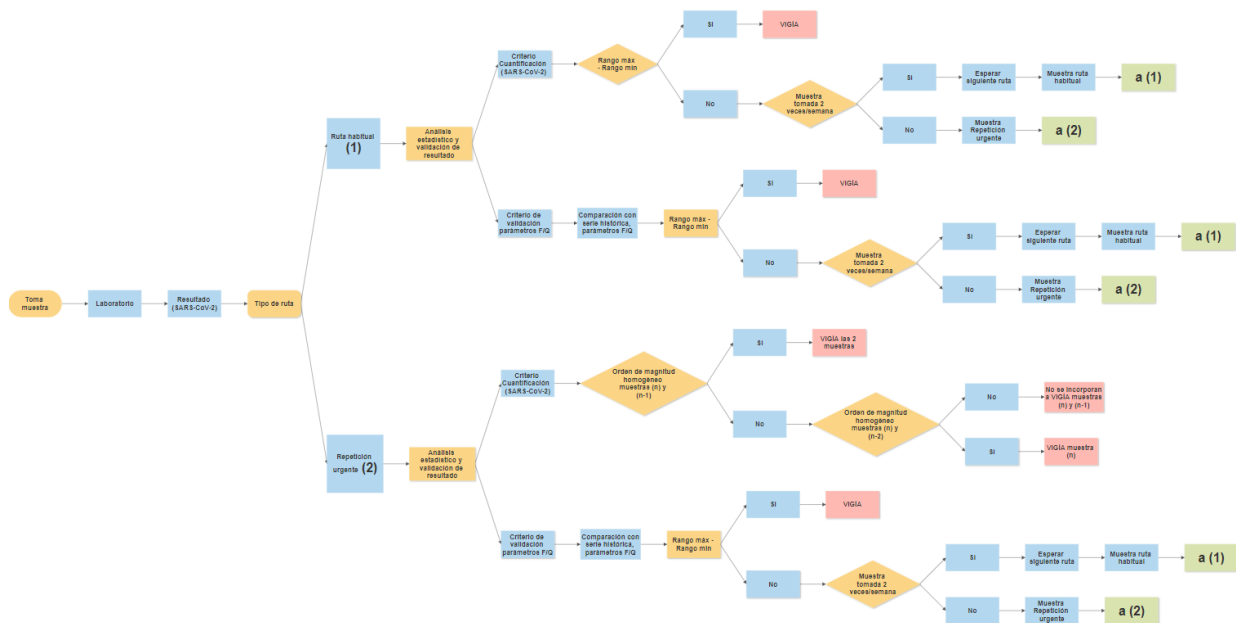 Toma
muestra
Laboratorio
Resultado
(SARS-CoV-2)
Tipo de ruta
Ruta habitual
(1)
Análisis
estadístico y
validación de
resultado
Criterio
Cuantificación
(SARS-CoV-2)
Rango máx
- Rango min
SI
VIGÍA
No
Muestra
tomada 2
veces/semana
Si
Esperar
siguiente ruta
Muestra ruta
habitual
a (1)
No
Muestra
Repetición
urgente
a (2)
Criterio de
validación
parámetros F/Q
Comparación con
serie histórica,
parámetros F/Q
Rango máx -
Rango min
SI
VIGÍA
No
Muestra
tomada 2
veces/semana
Si
Esperar
siguiente ruta
Muestra ruta
habitual
a (1)
No
Muestra
Repetición
urgente
a (2)
Repetición
urgente (2)
Análisis
estadístico y
validación de
resultado
Criterio
Cuantificación
(SARS-CoV-2)
Orden de magnitud
homogéneo
muestras (n) y
(n-1)
Si
VIGÍA las 2
muestras
No
Orden de magnitud
homogéneo
muestras (n) y
(n-2)
No
No se incorporan
a VIGÍA muestras
(n) y (n-1)
Si
VIGÍA muestra
(n)
Criterio de
validación
parámetros F/Q
Comparación con
serie histórica,
parámetros F/Q
Rango máx -
Rango min
SI
VIGÍA
No
Muestra
tomada 2
veces/semana
Si
Esperar
siguiente ruta
Muestra ruta
habitual
a (1)
No
Muestra
Repetición
urgente
a (2)